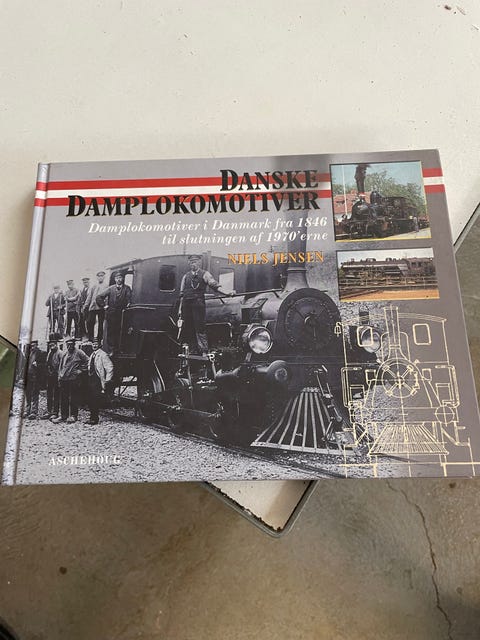 DANSKE
DAMPLOKOMOTIVER
Damplokomotiver i Danmark fra 1846
til slutningen af 1970'erne
NIELS JENSEN
ASCHEHOUG